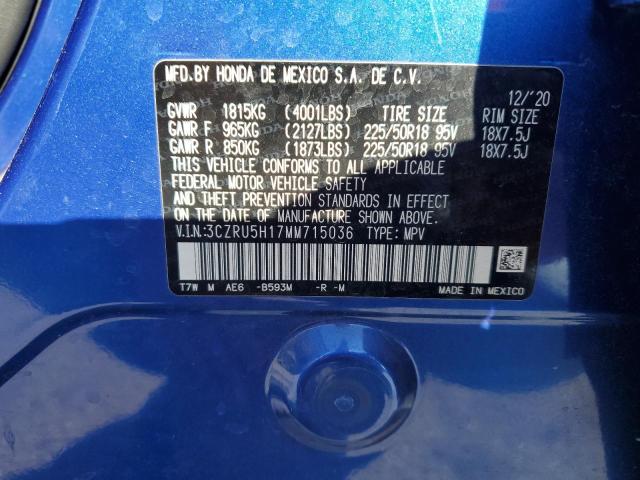 MFD.BY HONDA DE MEXICO S.A. DE C.V.
12/'20
GVWR 1815KG (4001LBS) TIRE SIZE RIM SIZE
GAWR F 965KG (2127LBS) 225/50R18 95V 18X7.5J
GAWR R 850KG (1873LBS) 225/50R18 95V 18X7.5J
THIS VEHICLE CONFORMS TO ALL APPLICABLE
FEDERAL MOTOR VEHICLE SAFETY
AND THEFT PREVENTION STANDARDS IN EFFECT
ON THE DATE OF MANUFACTURE SHOWN ABOVE.
V.I.N.:3CZRU5H17MM715036 TYPE: MPV
T7W M AE6 -B593M -R -M
MADE IN MEXICO